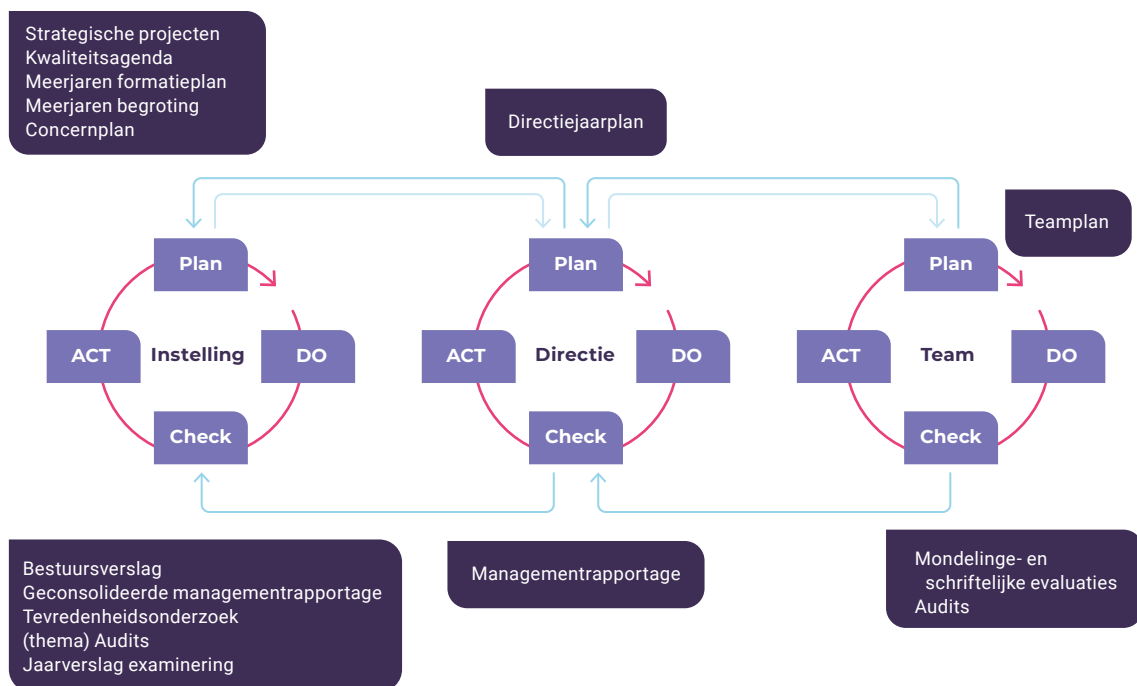 Strategische projecten
Kwaliteitsagenda
Meerjaren formatieplan
Meerjaren begroting
Concernplan
Directiejaarplan
Teamplan
Plan
Plan
Plan
ACT
Instelling
DO
ACT
Directie
DO
ACT
Team
DO
Check
Check
Check
Bestuursverslag
Geconsolideerde managementrapportage
Tevredenheidsonderzoek
(thema) Audits
Jaarverslag examinering
Managementrapportage
Mondelinge- en
schriftelijke evaluaties
Audits